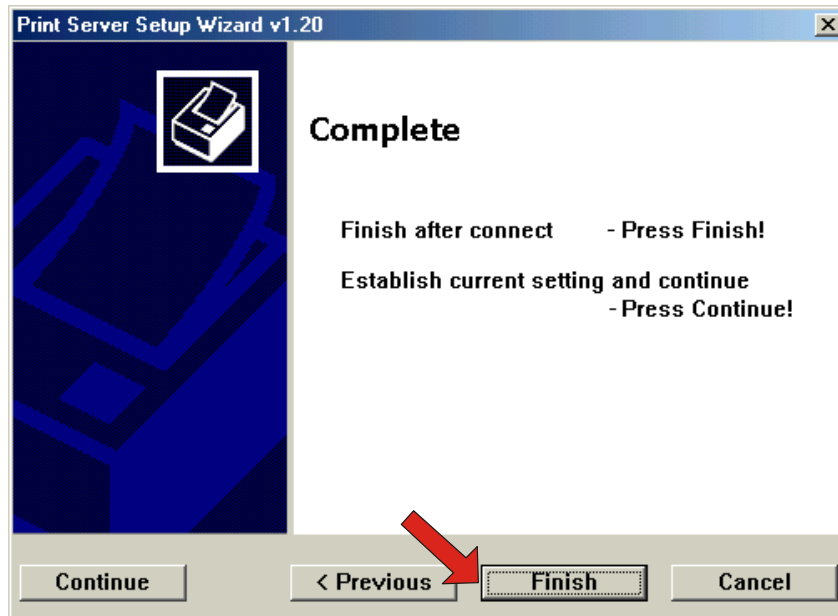 Print Server Setup Wizard v1.20
Complete
Finish after connect - Press Finish!
Establish current setting and continue
- Press Continue!
Continue < Previous Finish Cancel